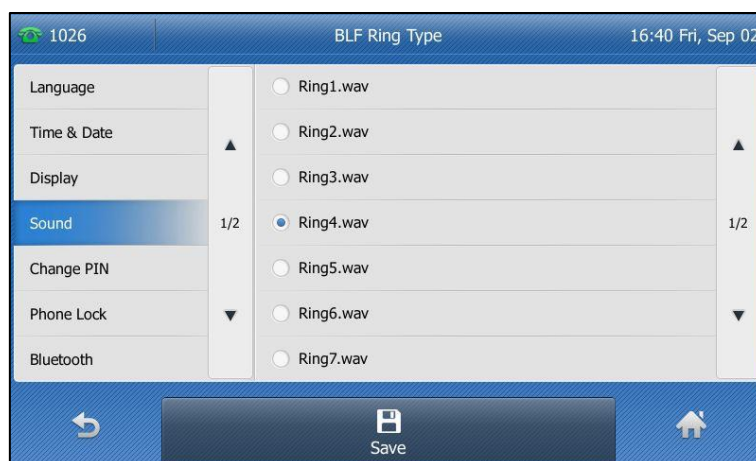 1026 BLF Ring Type 16:40 Fri, Sep 02
Language
Time & Date
Display
Sound
Change PIN
Phone Lock
Bluetooth
1/2
Ring1.wav
Ring2.wav
Ring3.wav
Ring4.wav
Ring5.wav
Ring6.wav
Ring7.wav
1/2
Save